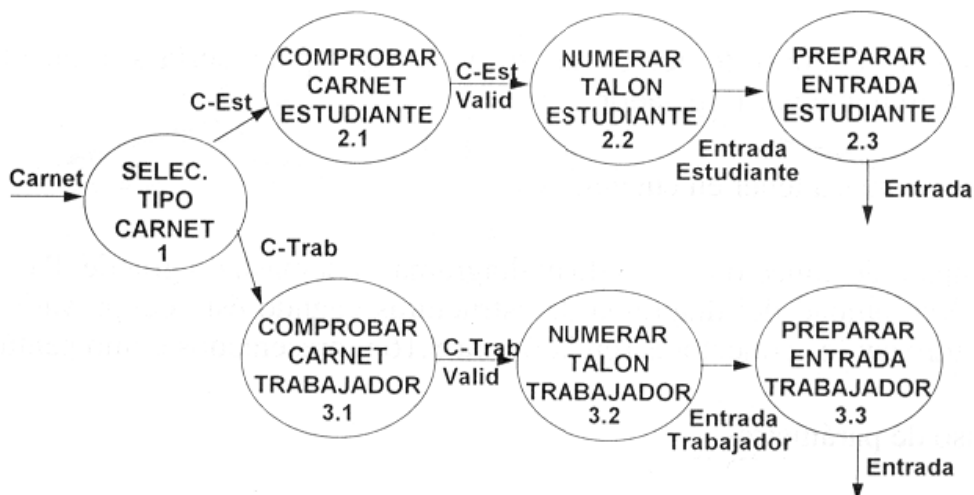 COMPROBAR
CARNET
ESTUDIANTE
2.1
C-Est
Valid
NUMERAR
TALON
ESTUDIANTE
2.2
PREPARAR
ENTRADA
ESTUDIANTE
2.3
C-Est
Entrada
Estudiante
Entrada
Carnet
SELEC.
TIPO
CARNET
1
C-Trab
COMPROBAR
CARNET
TRABAJADOR
3.1
C-Trab
Valid
NUMERAR
TALON
TRABAJADOR
3.2
PREPARAR
ENTRADA
TRABAJADOR
3.3
Entrada
Trabajador
Entrada